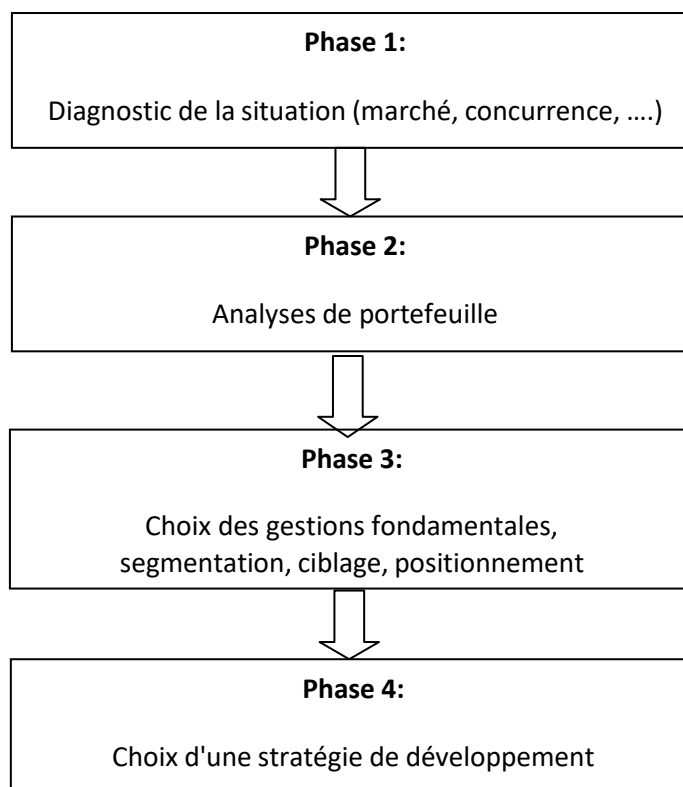 Phase 1:
Diagnostic de la situation (marché, concurrence, ….)
Phase 2:
Analyses de portefeuille
Phase 3:
Choix des gestions fondamentales,
segmentation, ciblage, positionnement
Phase 4:
Choix d'une stratégie de développement